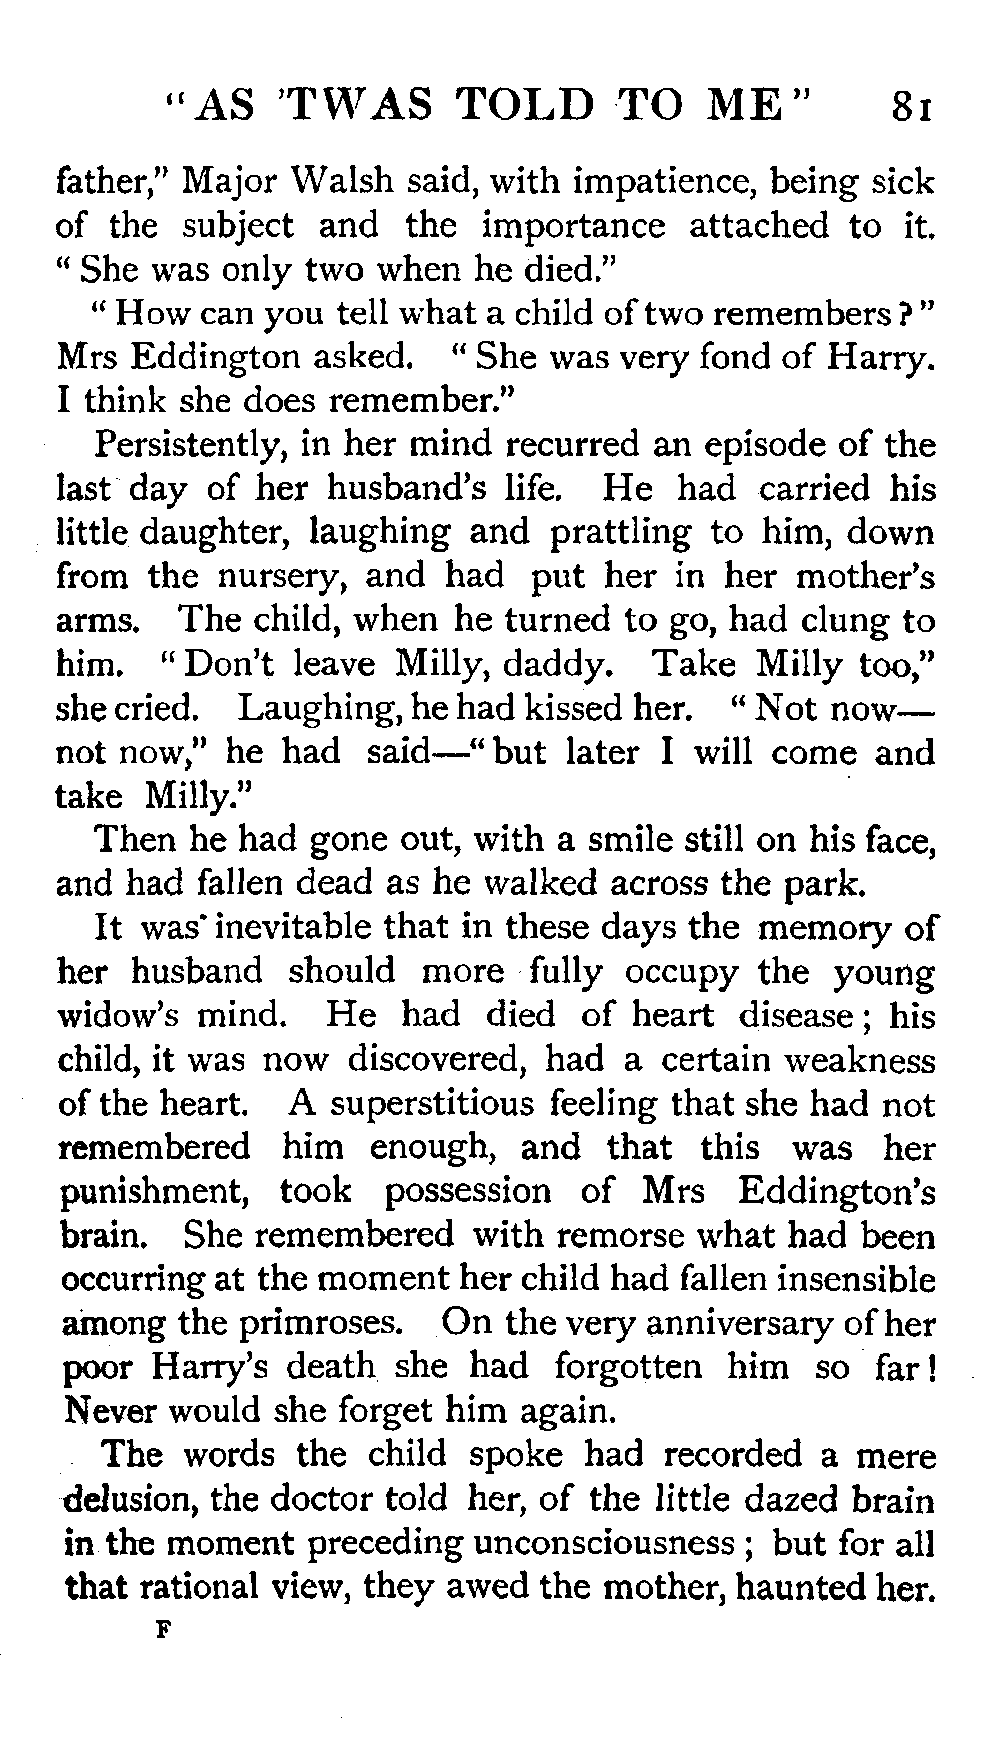 "AS 'TWAS TOLD TO ME" 81
father," Major Walsh said, with impatience, being sick
of the subject and the importance attached to it.
"She was only two when he died."
"How can you tell what a child of two remembers?"
Mrs Eddington asked. "She was very fond of Harry.
I think she does remember."
Persistently, in her mind recurred an episode of the
last day of her husband's life. He had carried his
little daughter, laughing and prattling to him, down
from the nursery, and had put her in her mother's
arms. The child, when he turned to go, had clung to
him. "Don't leave Milly, daddy. Take Milly too,"
she cried. Laughing, he had kissed her. "Not now—
not now," he had said—"but later I will come and
take Milly."
Then he had gone out, with a smile still on his face,
and had fallen dead as he walked across the park.
It was inevitable that in these days the memory of
her husband should more fully occupy the young
widow's mind. He had died of heart disease; his
child, it was now discovered, had a certain weakness
of the heart. A superstitious feeling that she had not
remembered him enough, and that this was her
punishment, took possession of Mrs Eddington's
brain. She remembered with remorse what had been
occurring at the moment her child had fallen insensible
among the primroses. On the very anniversary of her
poor Harry's death she had forgotten him so far!
Never would she forget him again.
The words the child spoke had recorded a mere
delusion, the doctor told her, of the little dazed brain
in the moment preceding unconsciousness; but for all
that rational view, they awed the mother, haunted her.
F